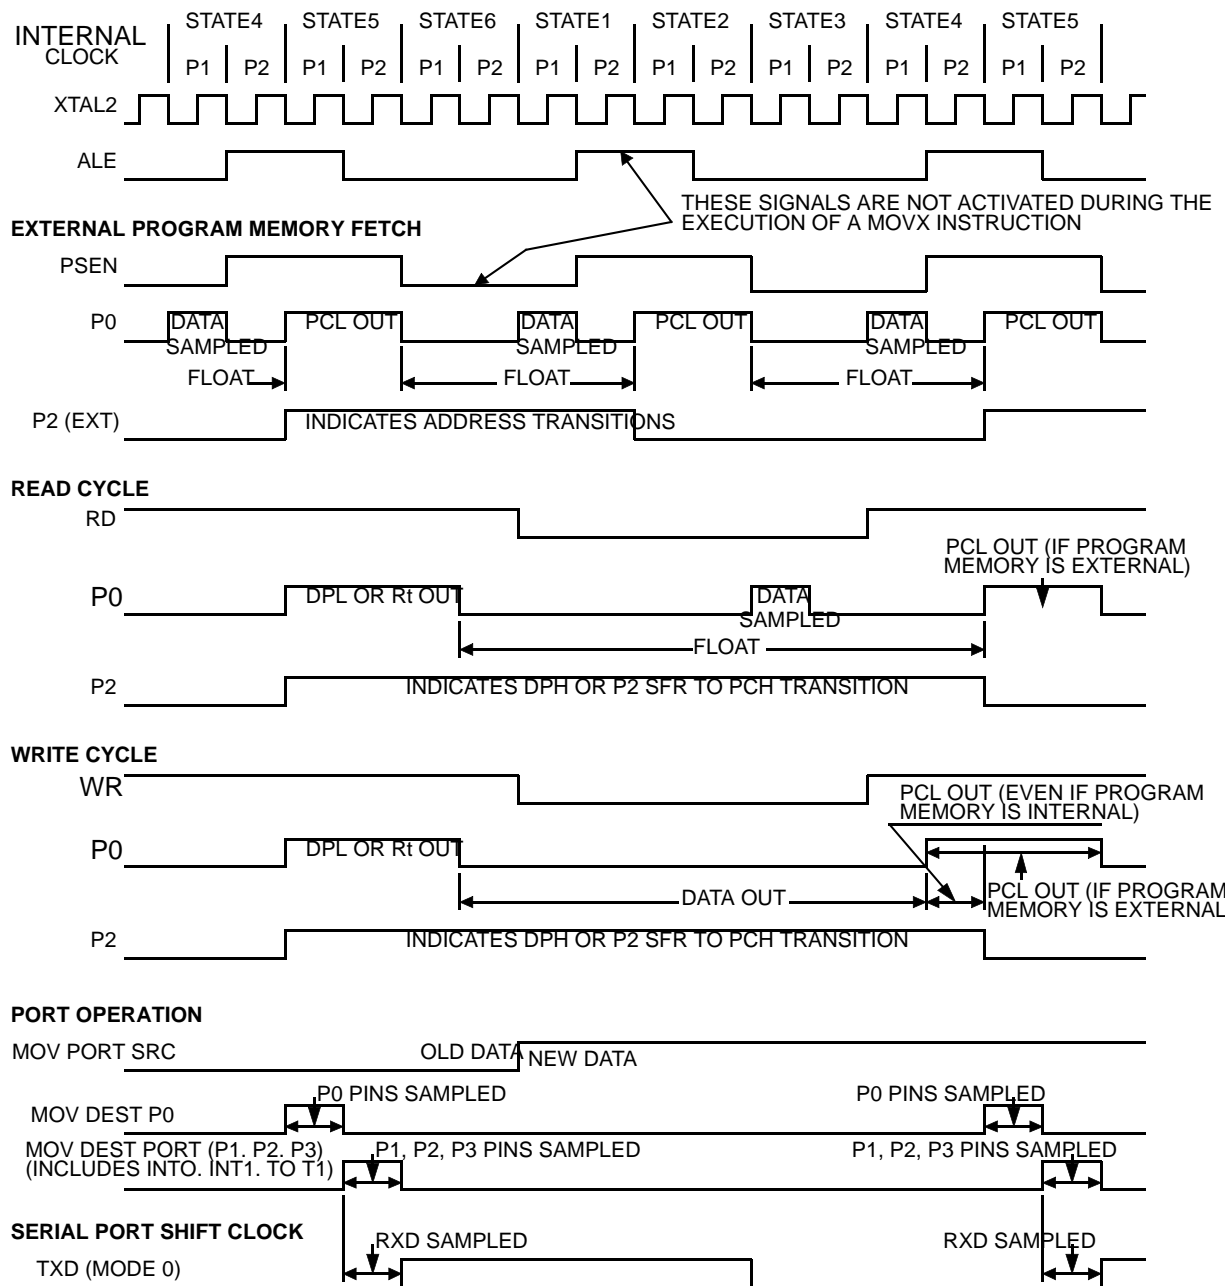 INTERNAL
CLOCK
STATE4 STATE5 STATE6 STATE1 STATE2 STATE3 STATE4 STATE5
P1 P2 P1 P2 P1 P2 P1 P2 P1 P2 P1 P2 P1 P2 P1 P2
XTAL2
ALE
THESE SIGNALS ARE NOT ACTIVATED DURING THE
EXECUTION OF A MOVX INSTRUCTION
EXTERNAL PROGRAM MEMORY FETCH
PSEN
P0 DATA PCL OUT DATA PCL OUT DATA PCL OUT
SAMPLED SAMPLED SAMPLED
FLOAT FLOAT FLOAT
P2 (EXT) INDICATES ADDRESS TRANSITIONS
READ CYCLE
RD
PCL OUT (IF PROGRAM
MEMORY IS EXTERNAL)
P0 DPL OR Rt OUT DATA
SAMPLED
FLOAT
P2 INDICATES DPH OR P2 SFR TO PCH TRANSITION
WRITE CYCLE
WR
PCL OUT (EVEN IF PROGRAM
MEMORY IS INTERNAL)
P0 DPL OR Rt OUT
DATA OUT
PCL OUT (IF PROGRAM
MEMORY IS EXTERNAL
P2 INDICATES DPH OR P2 SFR TO PCH TRANSITION
PORT OPERATION
MOV PORT SRC OLD DATA NEW DATA
P0 PINS SAMPLED P0 PINS SAMPLED
MOV DEST P0
MOV DEST PORT (P1. P2. P3) P1, P2, P3 PINS SAMPLED P1, P2, P3 PINS SAMPLED
(INCLUDES INTO. INT1. TO T1)
SERIAL PORT SHIFT CLOCK
RXD SAMPLED RXD SAMPLED
TXD (MODE 0)